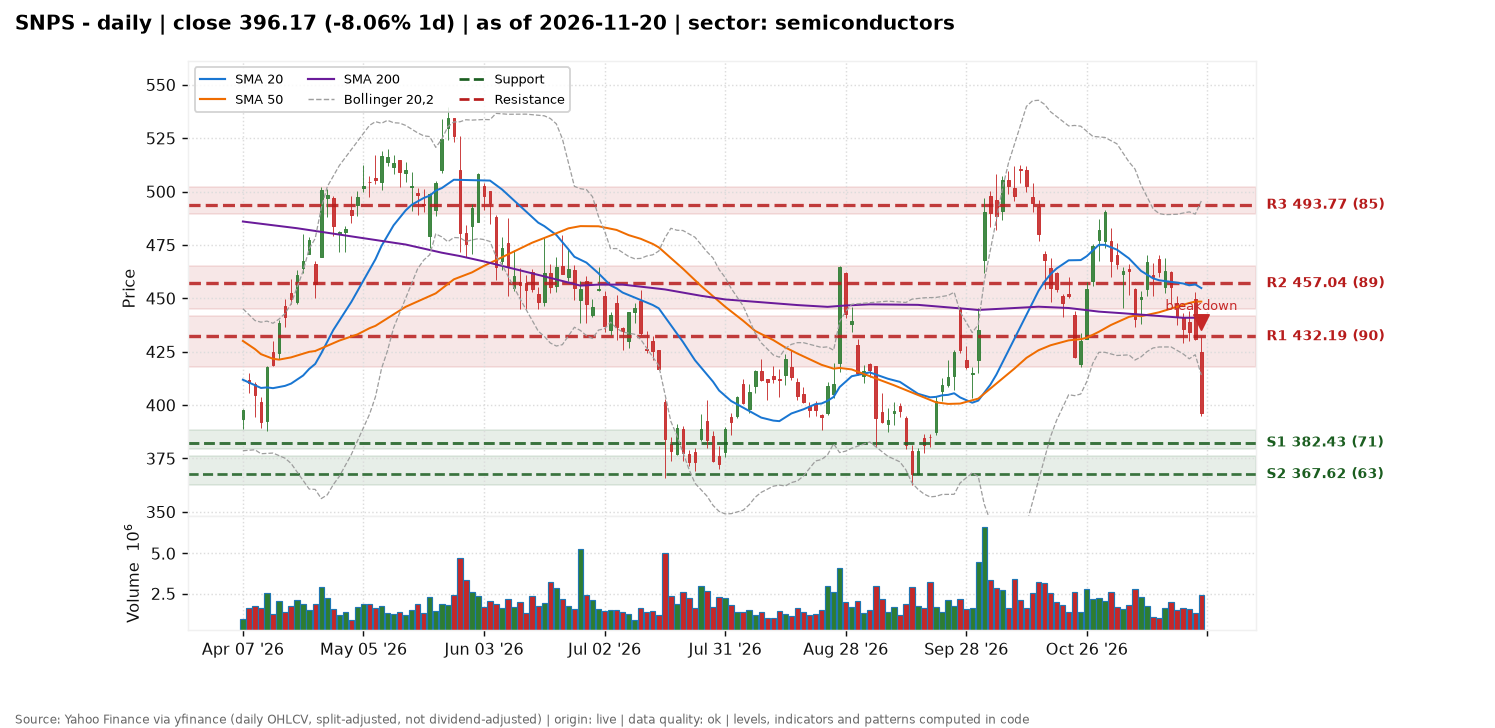 SNPS - daily | close 396.17 (-8.06% 1d) | as of 2026-11-20 | sector: semiconductors
SMA 20
SMA 50
SMA 200
Bollinger 20,2
Support
Resistance
Price
550
525
500
475
450
425
400
375
350
breakdown
R3 493.77 (85)
R2 457.04 (89)
R1 432.19 (90)
S1 382.43 (71)
S2 367.62 (63)
Volume 10⁶
5.0
2.5
Apr 07 '26
May 05 '26
Jun 03 '26
Jul 02 '26
Jul 31 '26
Aug 28 '26
Sep 28 '26
Oct 26 '26
Source: Yahoo Finance via yfinance (daily OHLCV, split-adjusted, not dividend-adjusted) | origin: live | data quality: ok | levels, indicators and patterns computed in code